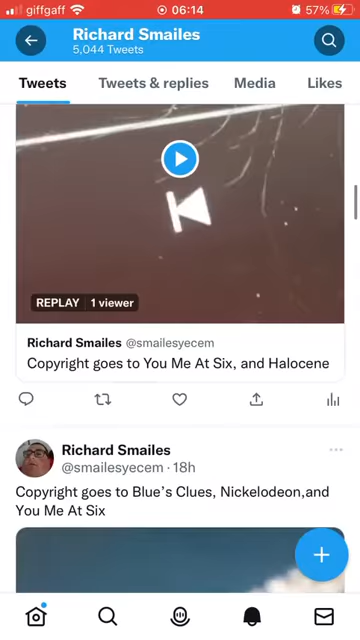 giffgaff 06:14 57%
Richard Smailes
5,044 Tweets
Tweets Tweets & replies Media Likes
REPLAY 1 viewer
Richard Smailes @smailesyecem
Copyright goes to You Me At Six, and Halocene
Richard Smailes
@smailesyecem · 18h
Copyright goes to Blue's Clues, Nickelodeon,and
You Me At Six